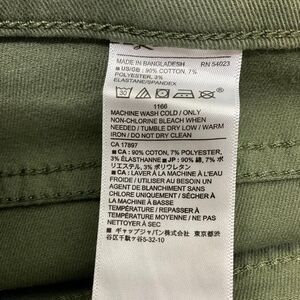 MADE IN BANGLADESH RN 54023
■ US/GB : 90% COTTON, 7%
POLYESTER, 3%
ELASTANE/SPANDEX
30
1166
MACHINE WASH COLD / ONLY
NON-CHLORINE BLEACH WHEN
NEEDED / TUMBLE DRY LOW / WARM
IRON / DO NOT DRY CLEAN
CA 17897
■ CA : 90% COTON, 7% POLYESTER,
3% ÉLASTHANNE ■ JP : 90% 綿, 7% ポ
リエステル, 3% ポリウレタン
■ CA : LAVER À LA MACHINE À L'EAU
FROIDE / UTILISER AU BESOIN UN
AGENT DE BLANCHIMENT SANS
CHLORE UNIQUEMENT / SÉCHER À
LA MACHINE À BASSE
TEMPÉRATURE / REPASSER À
TEMPÉRATURE MOYENNE / NE PAS
NETTOYER À SEC
■ ギャップジャパン株式会社 東京都渋
谷区千駄ヶ谷5-32-10